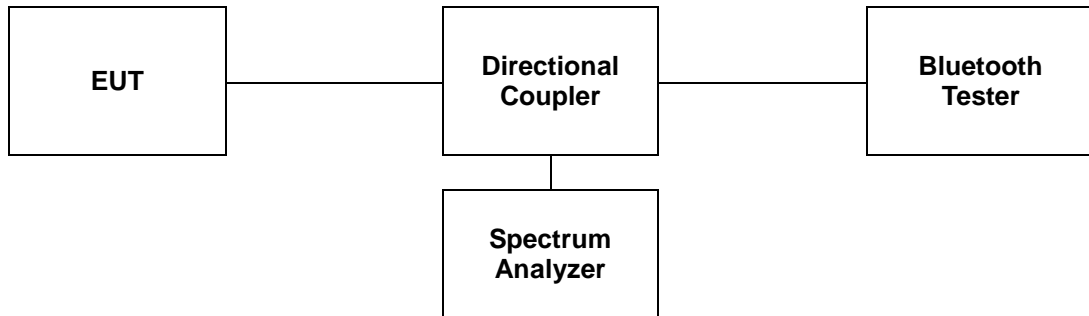 EUT
Directional
Coupler
Bluetooth
Tester
Spectrum
Analyzer